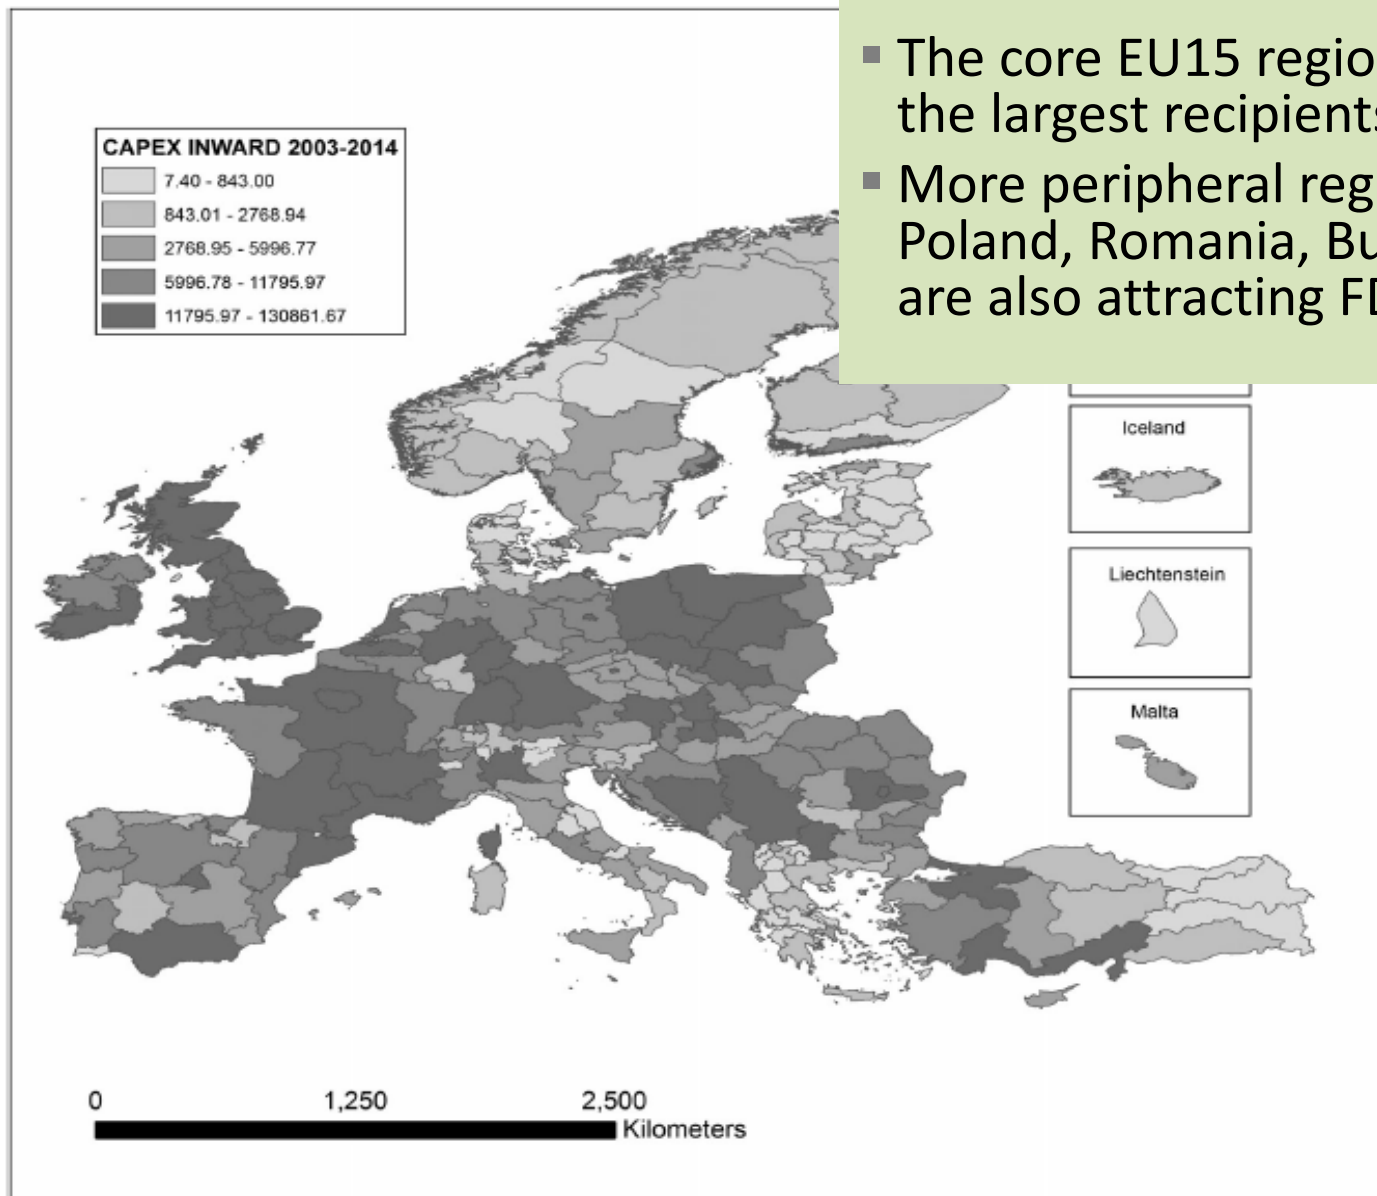 The core EU15 regio
the largest recipients
More peripheral reg
Poland, Romania, Bu
are also attracting FD
CAPEX INWARD 2003-2014
7.40 - 843.00
843.01 - 2768.94
2768.95 - 5996.77
5996.78 - 11795.97
11795.97 - 130861.67
Iceland
Liechtenstein
Malta
0 1,250 2,500
Kilometers